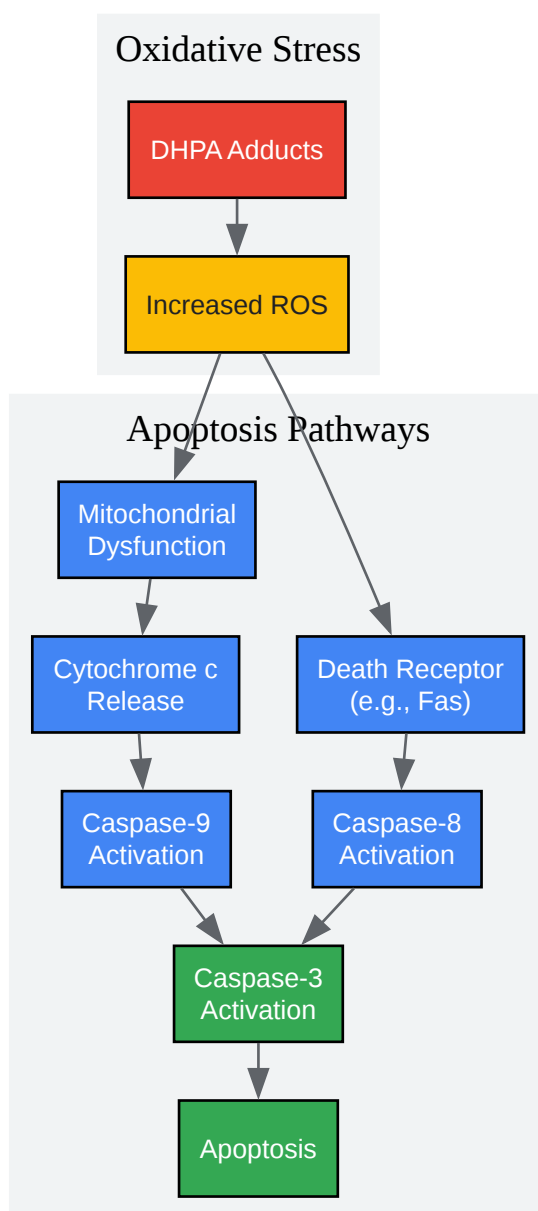 Oxidative Stress
DHPA Adducts
Increased ROS
Apoptosis Pathways
Mitochondrial
Dysfunction
Cytochrome c
Release
Death Receptor
(e.g., Fas)
Caspase-9
Activation
Caspase-8
Activation
Caspase-3
Activation
Apoptosis